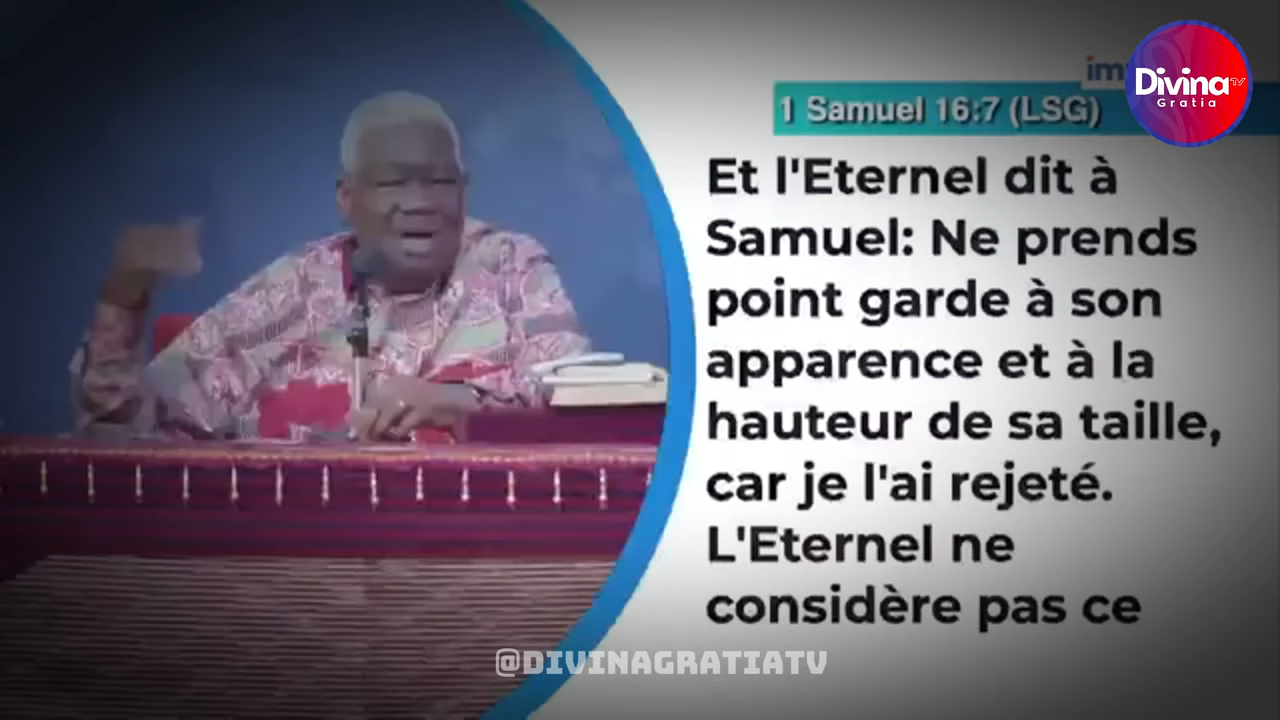 Divina TV
Gratia
1 Samuel 16:7 (LSG)
Et l'Eternel dit à
Samuel: Ne prends
point garde à son
apparence et à la
hauteur de sa taille,
car je l'ai rejeté.
L'Eternel ne
considère pas ce
@DIVINAGRATIATV